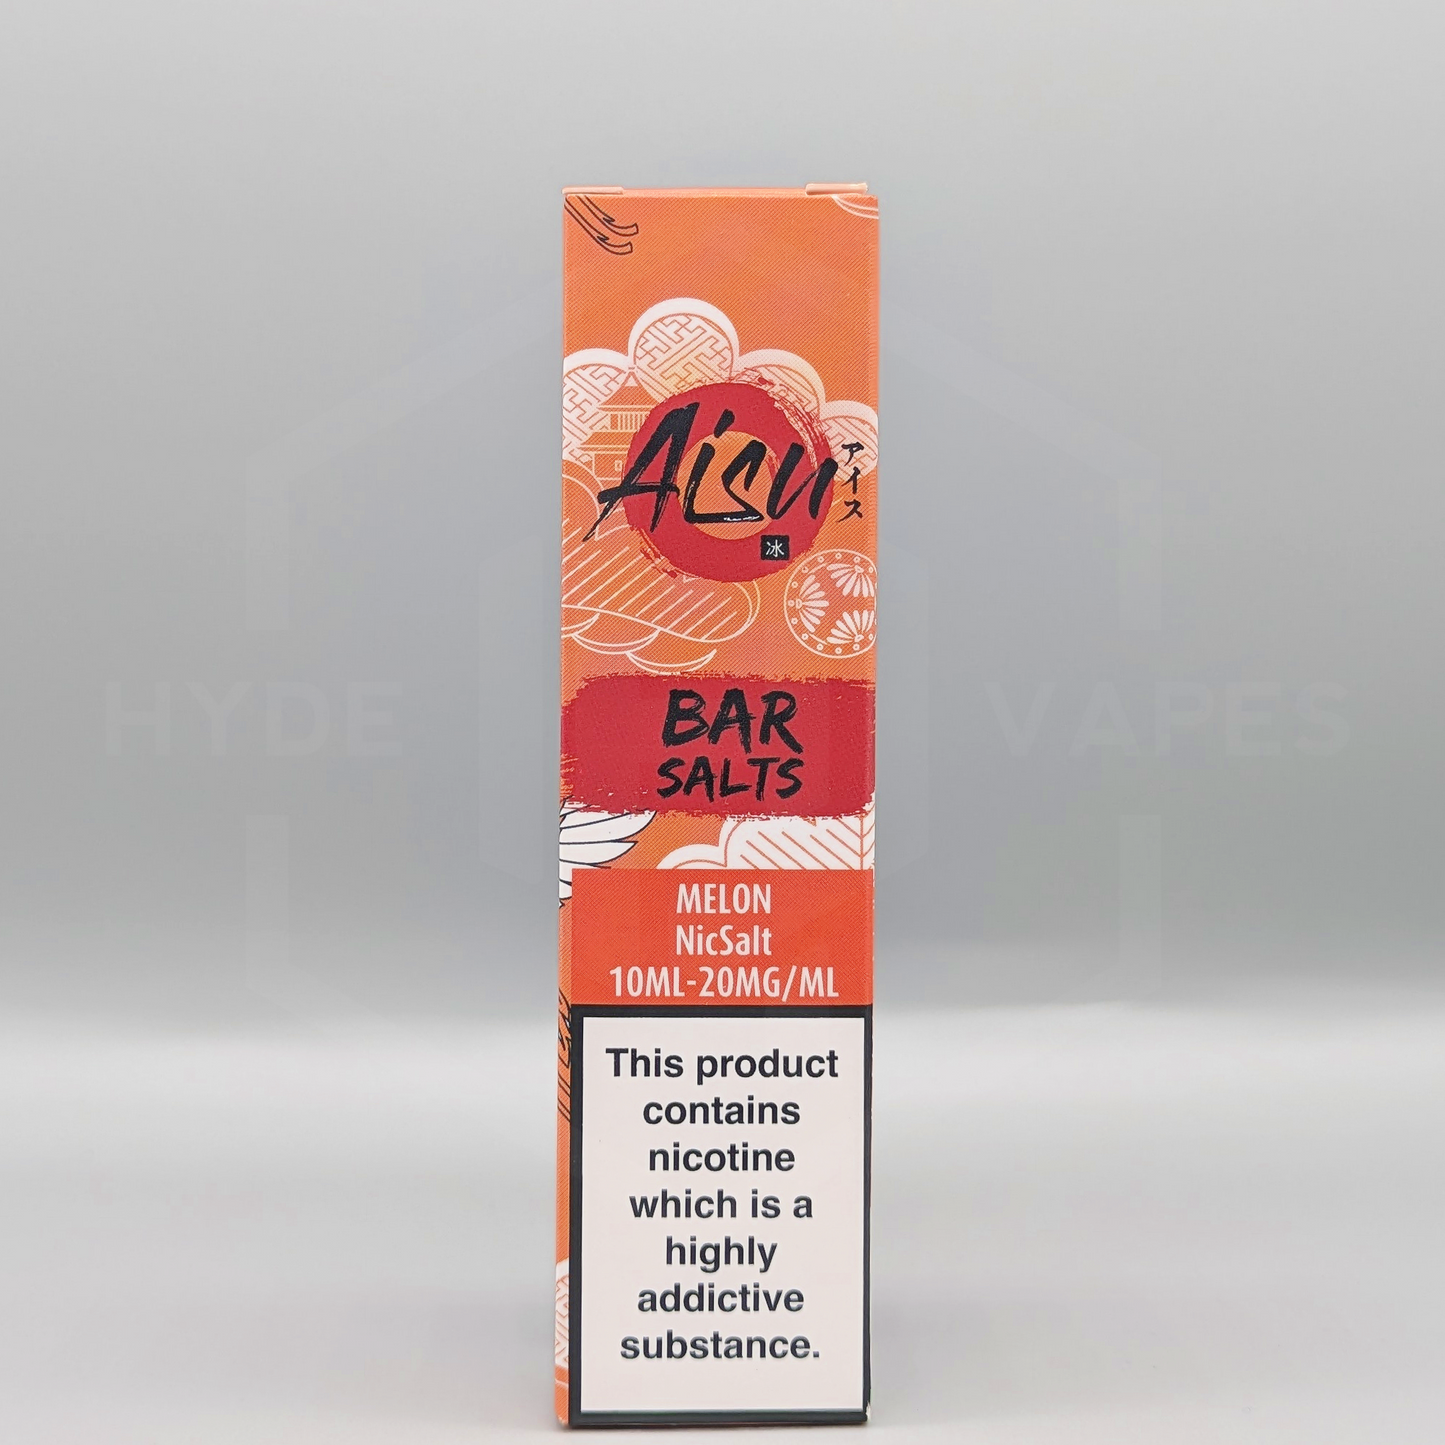 Aisu
アイス
冰
BAR
SALTS
HYDE VAPES
MELON
NicSalt
10ML-20MG/ML
This product
contains
nicotine
which is a
highly
addictive
substance.